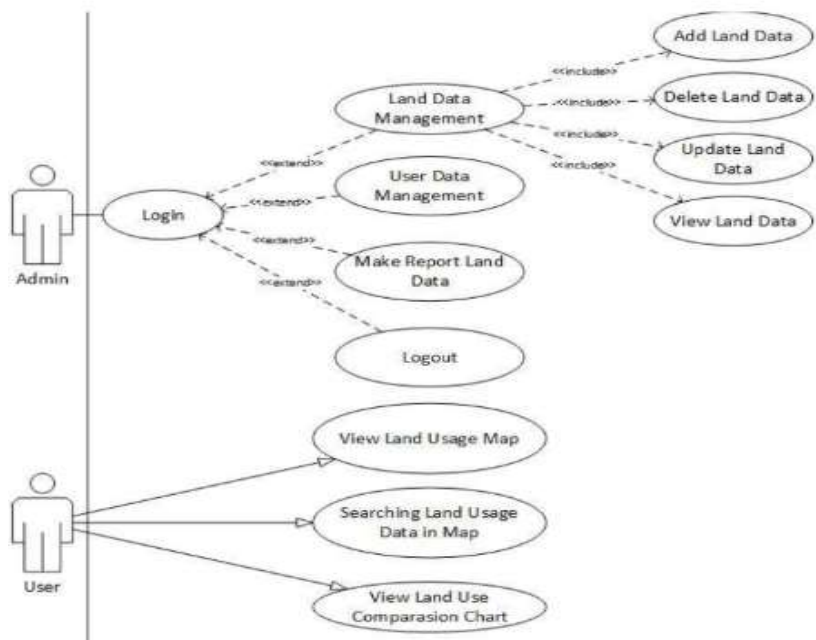 Add Land Data
<<include>>
Land Data
Management
<<include>>
Delete Land Data
<<include>>
Update Land
Data
<<include>>
View Land Data
<<extend>>
User Data
Management
<<extend>>
Login
<<extend>>
Make Report Land
Data
<<extend>>
Admin
Logout
View Land Usage Map
Searching Land Usage
Data in Map
User
View Land Use
Comparasion Chart